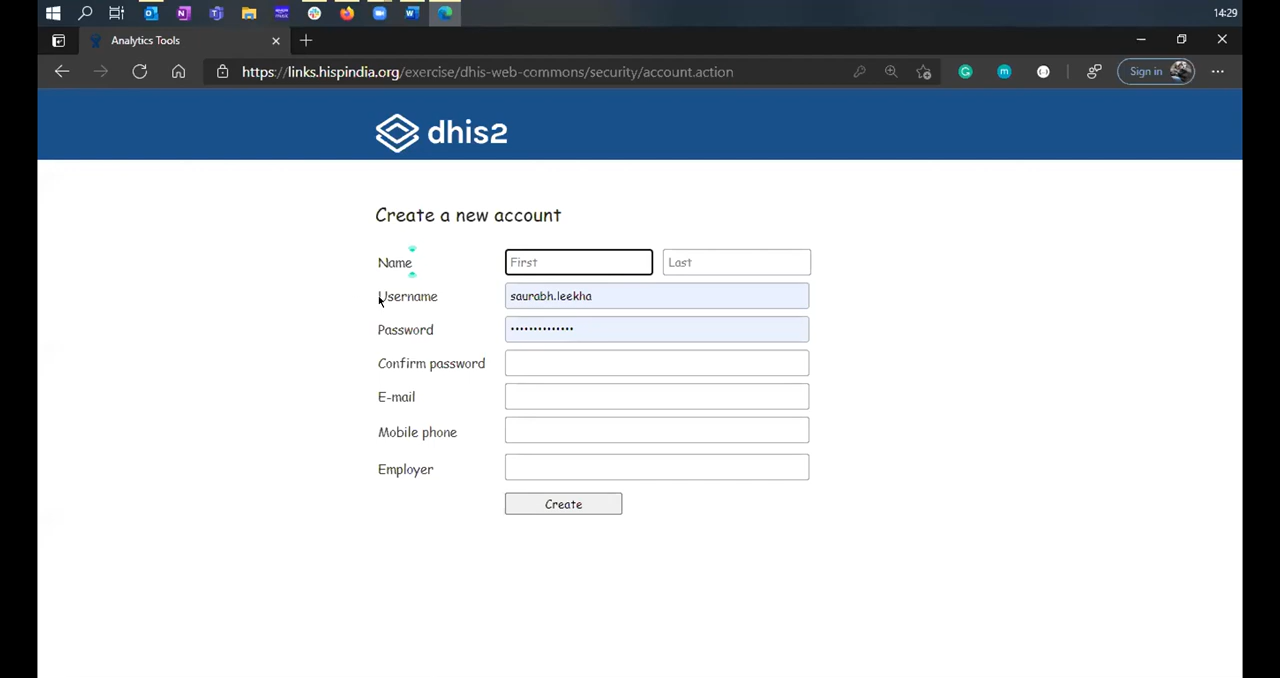 14:29
Analytics Tools
https://links.hispindia.org/exercise/dhis-web-commons/security/account.action
Sign in
dhis2
Create a new account
Name First Last
Username saurabh.leekha
Password ••••••••••••••
Confirm password
E-mail
Mobile phone
Employer
Create